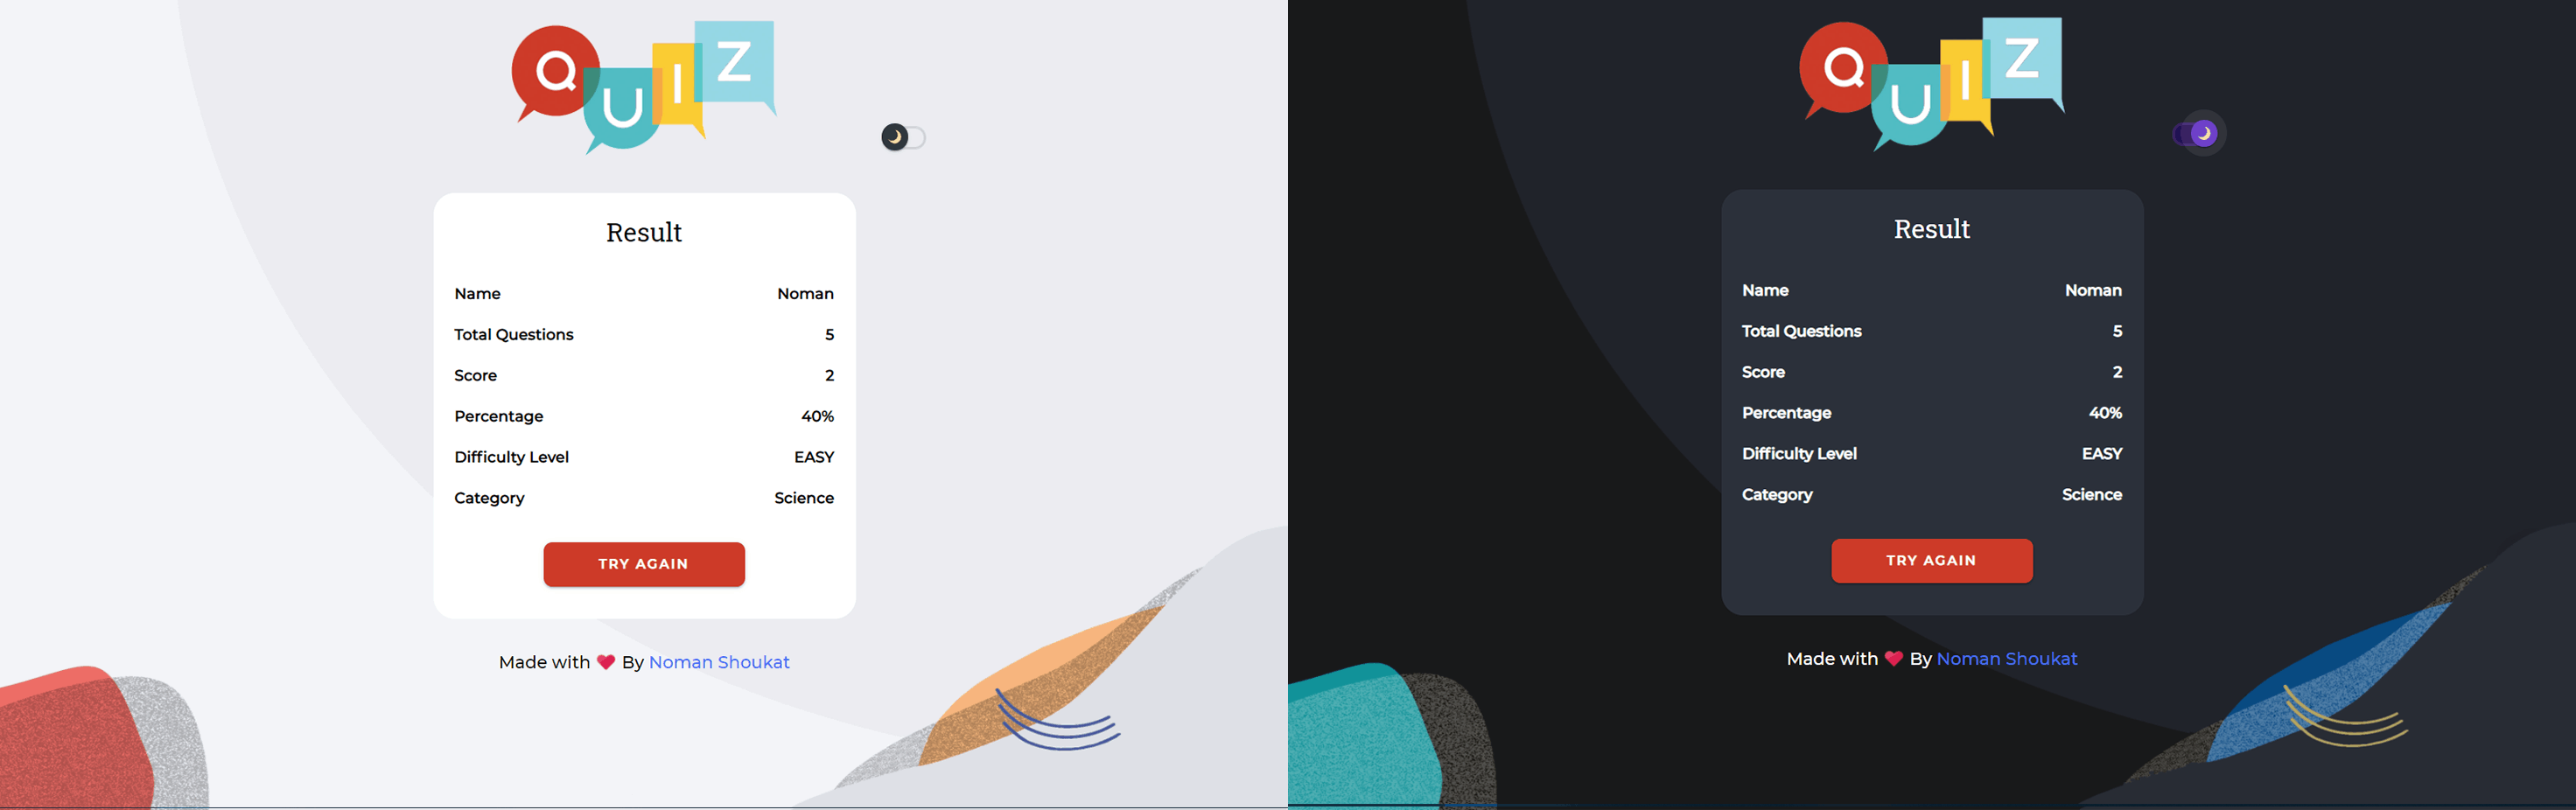 QUIZ
Result
Name Noman
Total Questions 5
Score 2
Percentage 40%
Difficulty Level EASY
Category Science
TRY AGAIN
Made with ❤ By Noman Shoukat
QUIZ
Result
Name Noman
Total Questions 5
Score 2
Percentage 40%
Difficulty Level EASY
Category Science
TRY AGAIN
Made with ❤ By Noman Shoukat